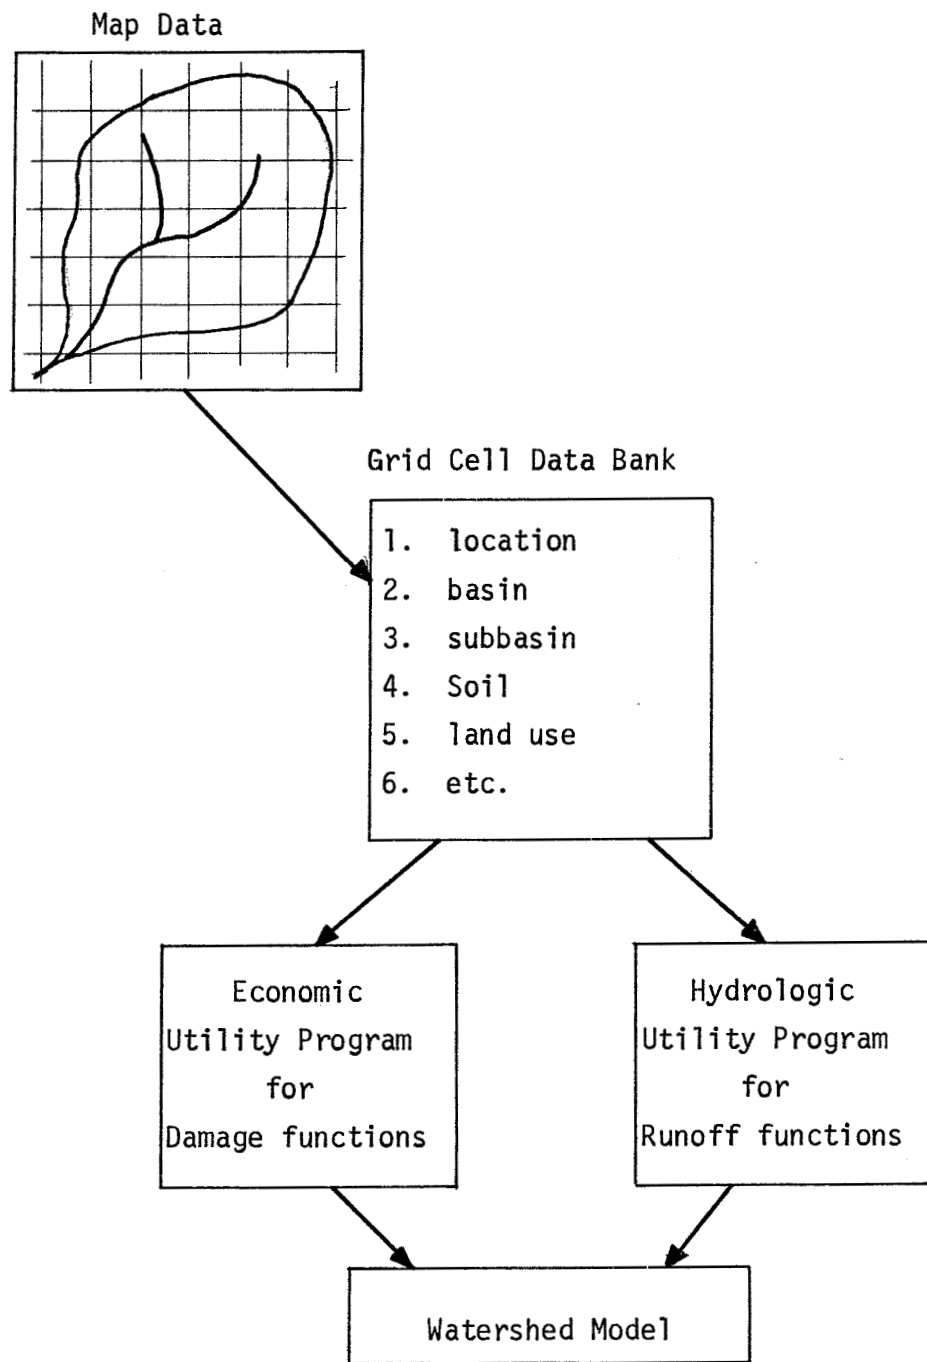 Map Data
Grid Cell Data Bank
1. location
2. basin
3. subbasin
4. Soil
5. land use
6. etc.
Economic
Utility Program
for
Damage functions
Hydrologic
Utility Program
for
Runoff functions
Watershed Model